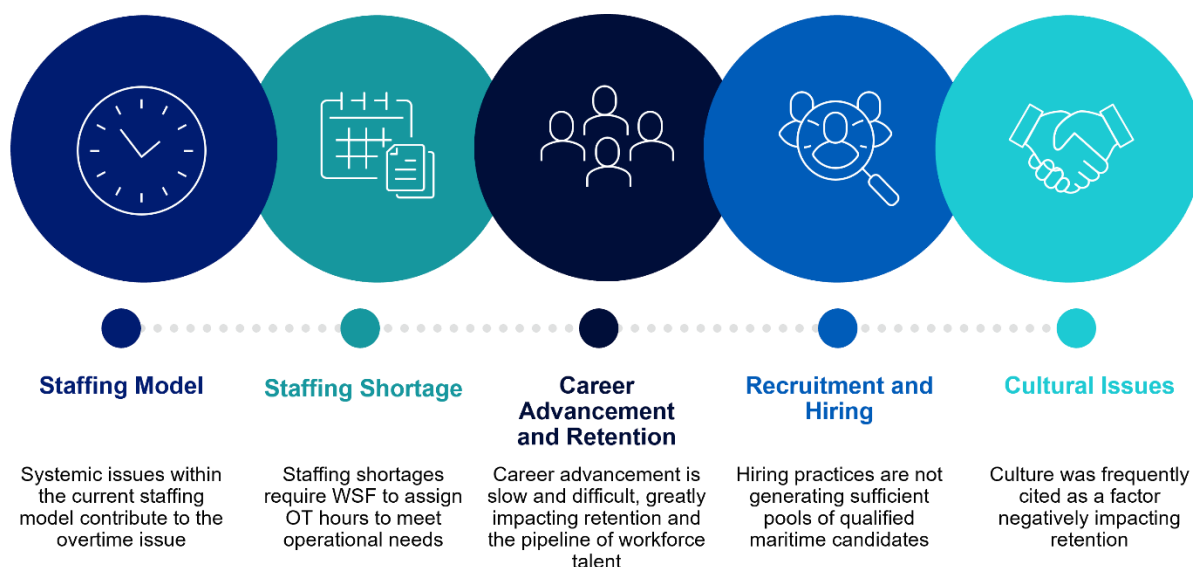 Staffing Model
Systemic issues within
the current staffing
model contribute to the
overtime issue
Staffing Shortage
Staffing shortages
require WSF to assign
OT hours to meet
operational needs
Career
Advancement
and Retention
Career advancement is
slow and difficult, greatly
impacting retention and
the pipeline of workforce
talent
Recruitment and
Hiring
Hiring practices are not
generating sufficient
pools of qualified
maritime candidates
Cultural Issues
Culture was frequently
cited as a factor
negatively impacting
retention